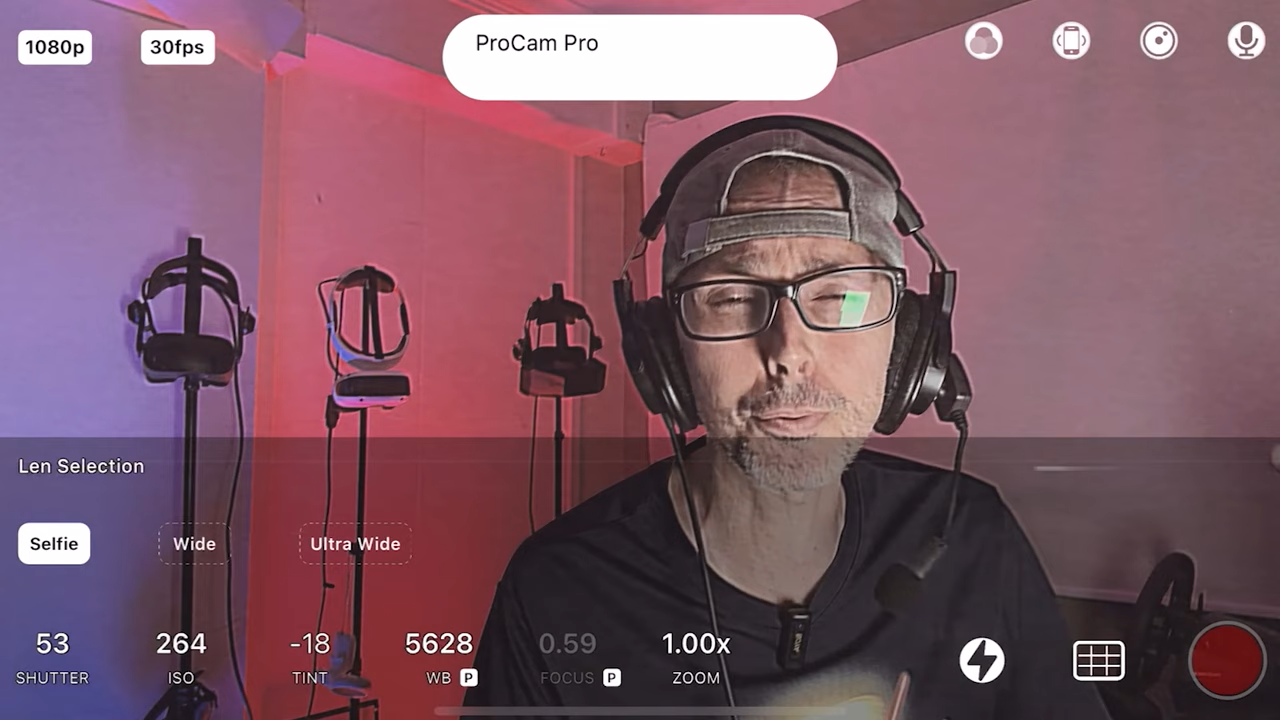 1080p
30fps
ProCam Pro
Len Selection
Selfie
Wide
Ultra Wide
53
SHUTTER
264
ISO
-18
TINT
5628
WB P
0.59
FOCUS P
1.00x
ZOOM